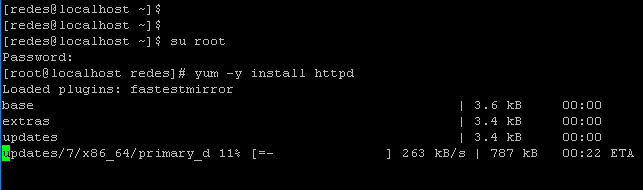 [redes@localhost ~]$
[redes@localhost ~]$
[redes@localhost ~]$ su root
Password:
[root@localhost redes]# yum -y install httpd
Loaded plugins: fastestmirror
base | 3.6 kB 00:00
extras | 3.4 kB 00:00
updates | 3.4 kB 00:00
updates/7/x86_64/primary_d 11% [=- ] 263 kB/s | 787 kB 00:22 ETA